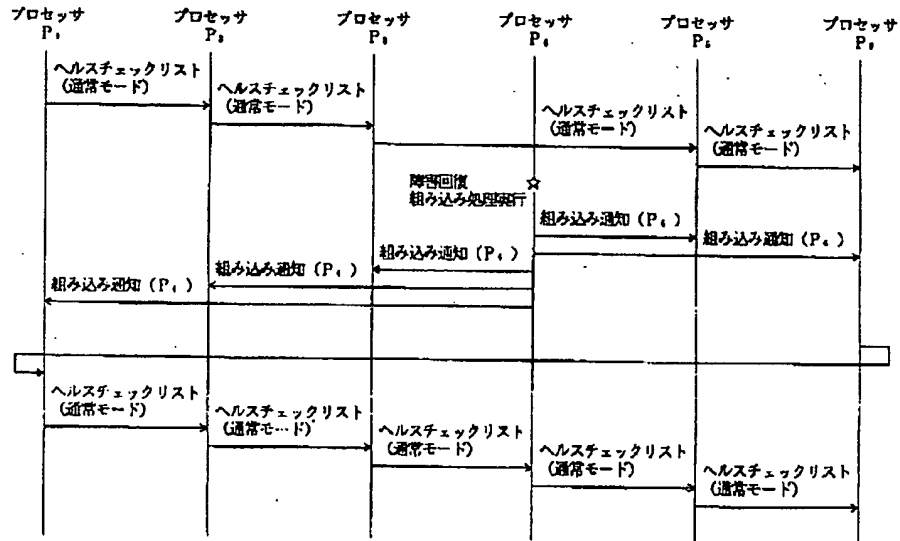 プロセッサ
P₁
プロセッサ
P₂
プロセッサ
P₃
プロセッサ
P₄
プロセッサ
P₅
プロセッサ
ヘルスチェックリスト
(通常モード)
ヘルスチェックリスト
(通常モード)
ヘルスチェックリスト
(通常モード)
ヘルスチェックリスト
(通常モード)
障害回復
組み込み処理実行
☆
組み込み通知(P₄)
組み込み通知(P₄)
組み込み通知(P₄)
組み込み通知(P₄)
組み込み通知(P₄)
ヘルスチェックリスト
(通常モード)
ヘルスチェックリスト
(通常モード)
ヘルスチェックリスト
(通常モード)
ヘルスチェックリスト
(通常モード)
ヘルスチェックリスト
(通常モード)